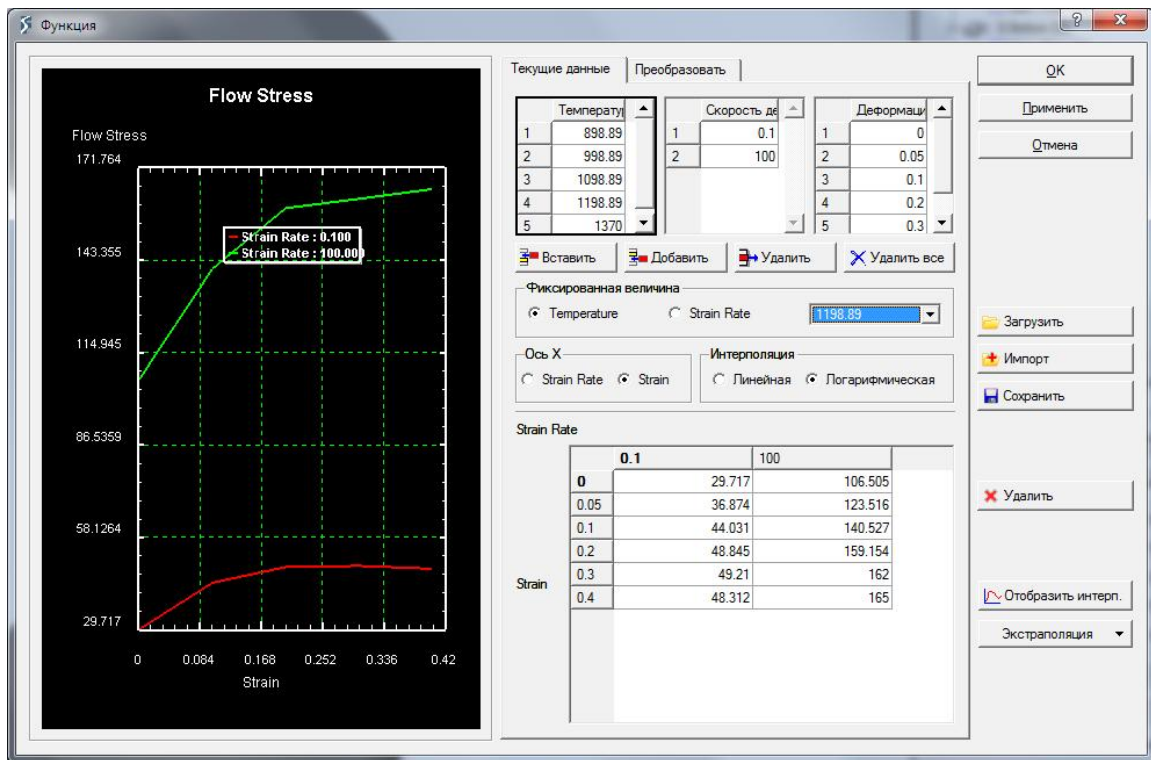 Функция
?
Flow Stress
Flow Stress
171.764
143.355
114.945
86.5359
58.1264
29.717
Strain Rate : 0.100
Strain Rate : 100.000
0 0.084 0.168 0.252 0.336 0.42
Strain
Текущие данные Преобразовать
Температу
1 898.89
2 998.89
3 1098.89
4 1198.89
5 1370
Скорость де
1 0.1
2 100
Деформаци
1 0
2 0.05
3 0.1
4 0.2
5 0.3
Вставить Добавить Удалить Удалить все
Фиксированная величина
Temperature Strain Rate 1198.89
Ось X
Strain Rate Strain
Интерполяция
Линейная Логарифмическая
Strain Rate
0.1 100
0 29.717 106.505
0.05 36.874 123.516
0.1 44.031 140.527
0.2 48.845 159.154
0.3 49.21 162
0.4 48.312 165
Strain
OK
Применить
Отмена
Загрузить
Импорт
Сохранить
Удалить
Отобразить интерп.
Экстраполяция